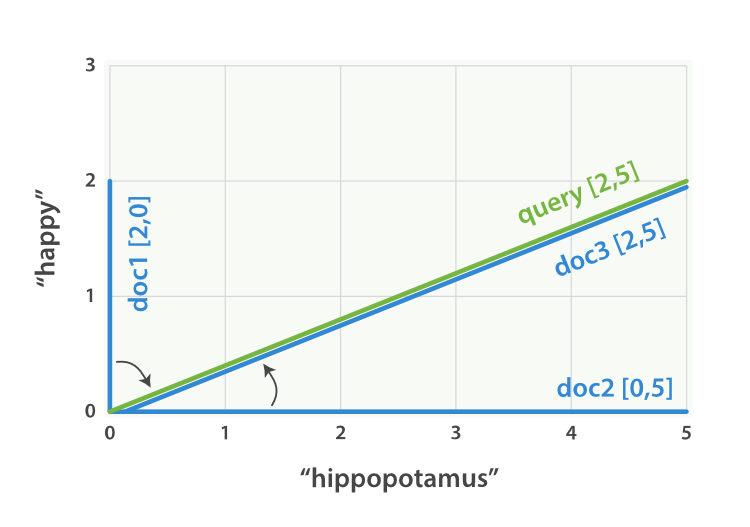 3
2
1
0
"happy"
doc1 [2,0]
query [2,5]
doc3 [2,5]
doc2 [0,5]
0 1 2 3 4 5
“hippopotamus”